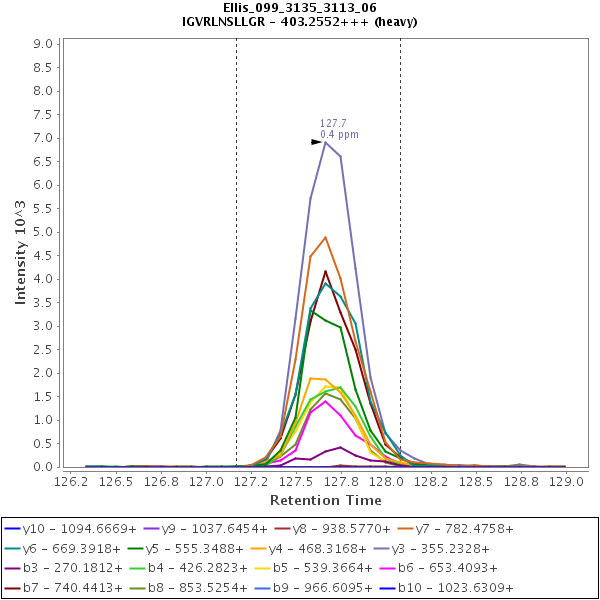 Ellis_099_3135_3113_06
IGVRLNSLLGR - 403.2552+++ (heavy)
9.0
8.5
8.0
7.5
7.0
6.5
6.0
5.5
5.0
4.5
4.0
3.5
3.0
2.5
2.0
1.5
1.0
0.5
0.0
Intensity 10^3
127.7
0.4 ppm
126.2 126.5 126.8 127.0 127.2 127.5 127.8 128.0 128.2 128.5 128.8 129.0
Retention Time
y10 - 1094.6669+ y9 - 1037.6454+ y8 - 938.5770+ y7 - 782.4758+
y6 - 669.3918+ y5 - 555.3488+ y4 - 468.3168+ y3 - 355.2328+
b3 - 270.1812+ b4 - 426.2823+ b5 - 539.3664+ b6 - 653.4093+
b7 - 740.4413+ b8 - 853.5254+ b9 - 966.6095+ b10 - 1023.6309+